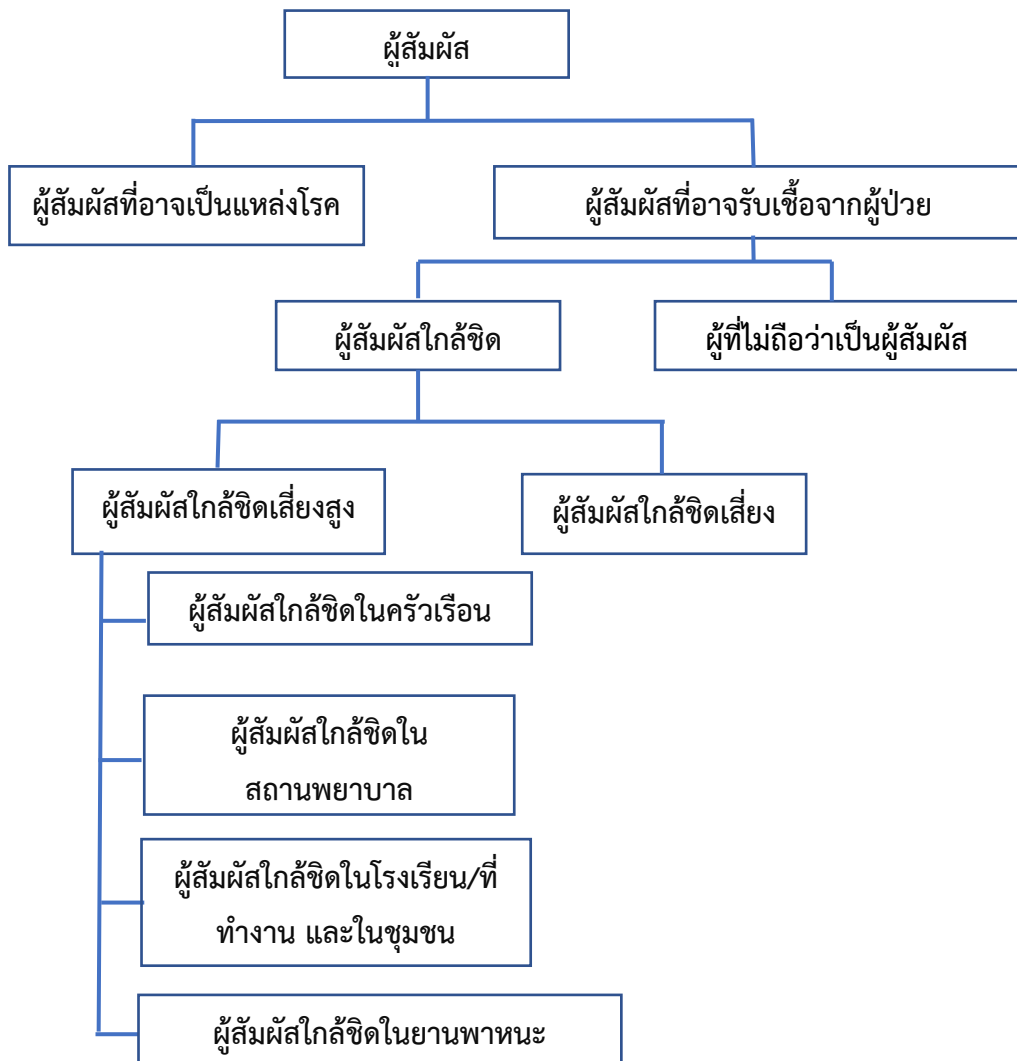 ผู้สัมผัส
ผู้สัมผัสที่อาจเป็นแหล่งโรค
ผู้สัมผัสที่อาจรับเชื้อจากผู้ป่วย
ผู้สัมผัสใกล้ชิด
ผู้ที่ไม่ถือว่าเป็นผู้สัมผัส
ผู้สัมผัสใกล้ชิดเสี่ยงสูง
ผู้สัมผัสใกล้ชิดเสี่ยง
ผู้สัมผัสใกล้ชิดในครัวเรือน
ผู้สัมผัสใกล้ชิดใน
สถานพยาบาล
ผู้สัมผัสใกล้ชิดในโรงเรียน/ที่
ทำงาน และในชุมชน
ผู้สัมผัสใกล้ชิดในยานพาหนะ